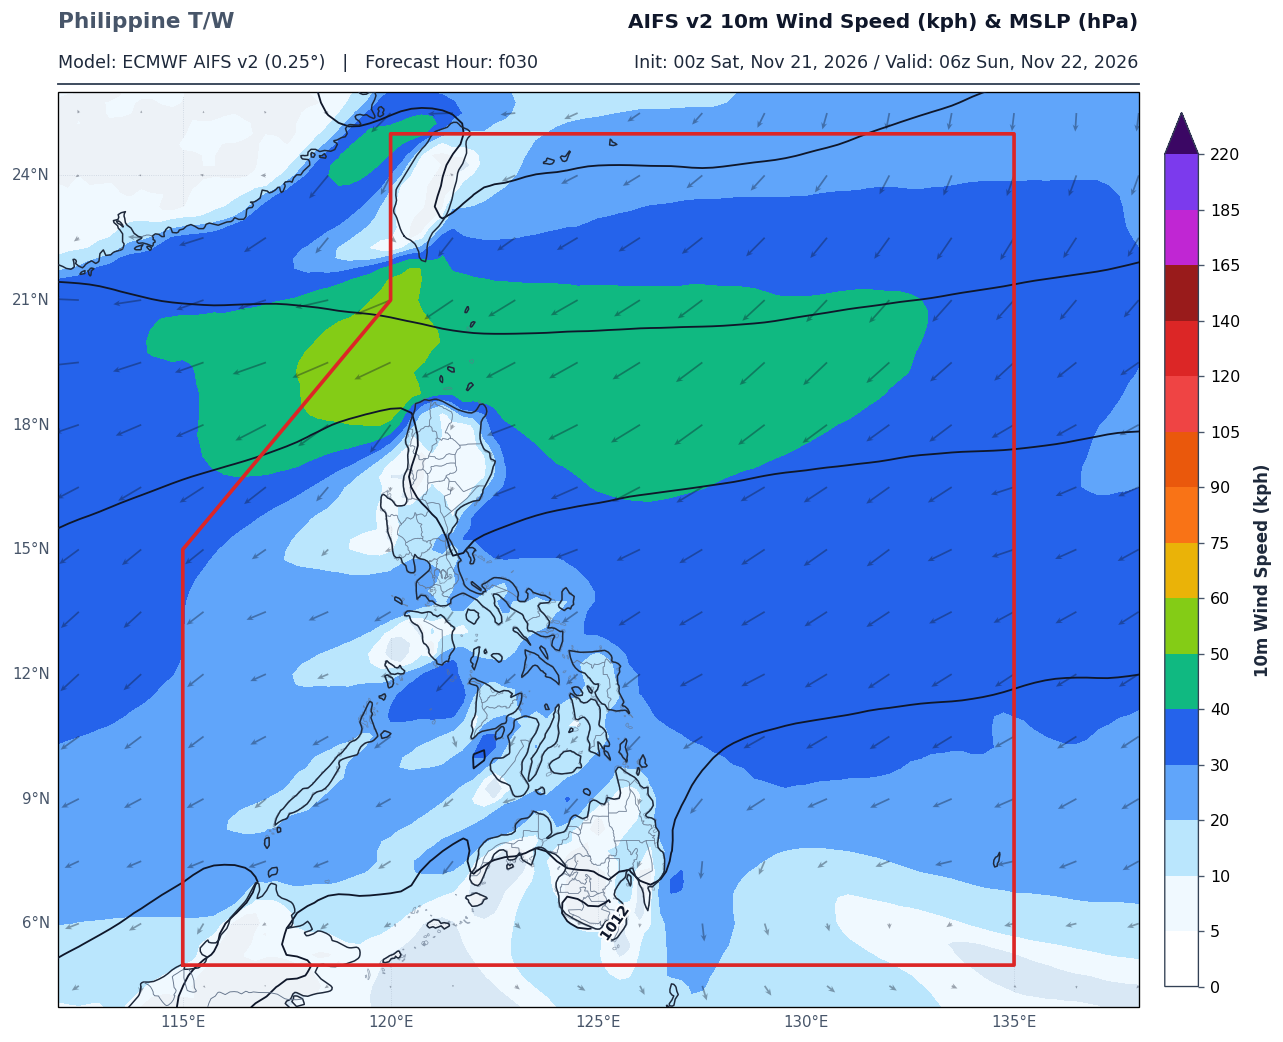 Philippine T/W
AIFS v2 10m Wind Speed (kph) & MSLP (hPa)
Model: ECMWF AIFS v2 (0.25°) | Forecast Hour: f030
Init: 00z Sat, Nov 21, 2026 / Valid: 06z Sun, Nov 22, 2026
24°N
21°N
18°N
15°N
12°N
9°N
6°N
115°E
120°E
125°E
130°E
135°E
1012
220
185
165
140
120
105
90
75
60
50
40
30
20
10
5
0
10m Wind Speed (kph)